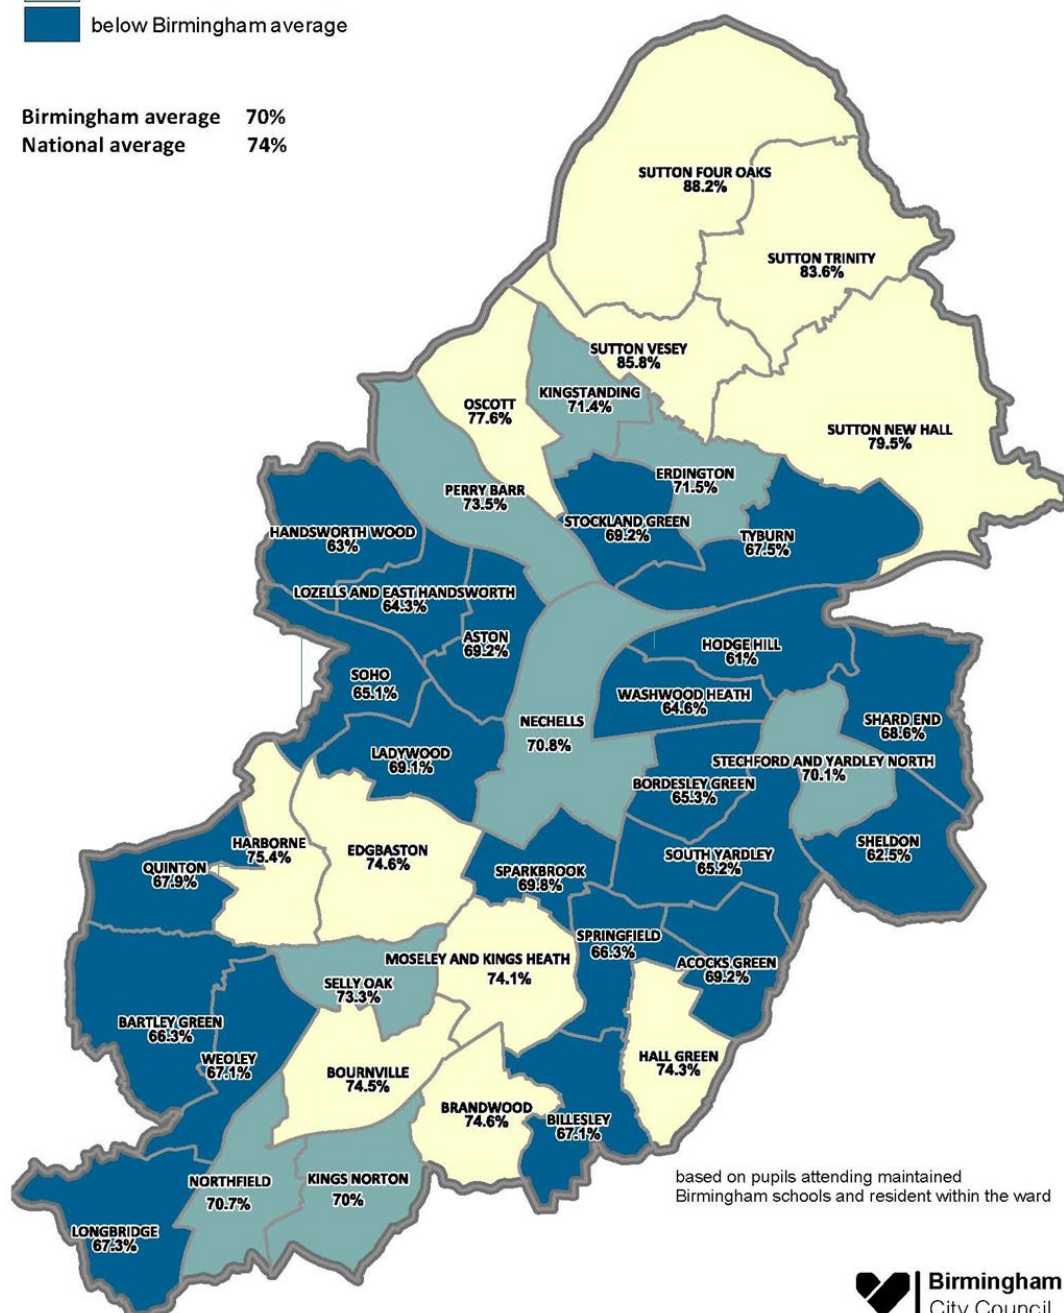 below Birmingham average
Birmingham average 70%
National average 74%
SUTTON FOUR OAKS
88.2%
SUTTON TRINITY
83.6%
SUTTON VESEY
85.8%
KINGSTANDING
71.4%
OSCOTT
77.6%
SUTTON NEW HALL
79.5%
ERDINGTON
71.5%
PERRY BARR
73.5%
STOCKLAND GREEN
69.2%
HANDSWORTH WOOD
63%
TYBURN
67.5%
LOZELLS AND EAST HANDSWORTH
64.3%
ASTON
69.2%
HODGE HILL
61%
SOHO
65.1%
WASHWOOD HEATH
64.6%
NECHELLS
70.8%
SHARD END
68.6%
LADYWOOD
69.1%
STECHFORD AND YARDLEY NORTH
70.1%
BORDESLEY GREEN
65.3%
HARBORNE
75.4%
EDGBASTON
74.6%
SHELDON
62.5%
QUINTON
67.9%
SPARKBROOK
69.8%
SOUTH YARDLEY
65.2%
SPRINGFIELD
66.3%
MOSELEY AND KINGS HEATH
74.1%
ACOCKS GREEN
69.2%
SELLY OAK
73.3%
BARTLEY GREEN
66.3%
WEOLEY
67.1%
HALL GREEN
74.3%
BOURNVILLE
74.5%
BRANDWOOD
74.6%
BILLESLEY
67.1%
NORTHFIELD
70.7%
KINGS NORTON
70%
LONGBRIDGE
67.3%
based on pupils attending maintained
Birmingham schools and resident within the ward
Birmingham
City Council